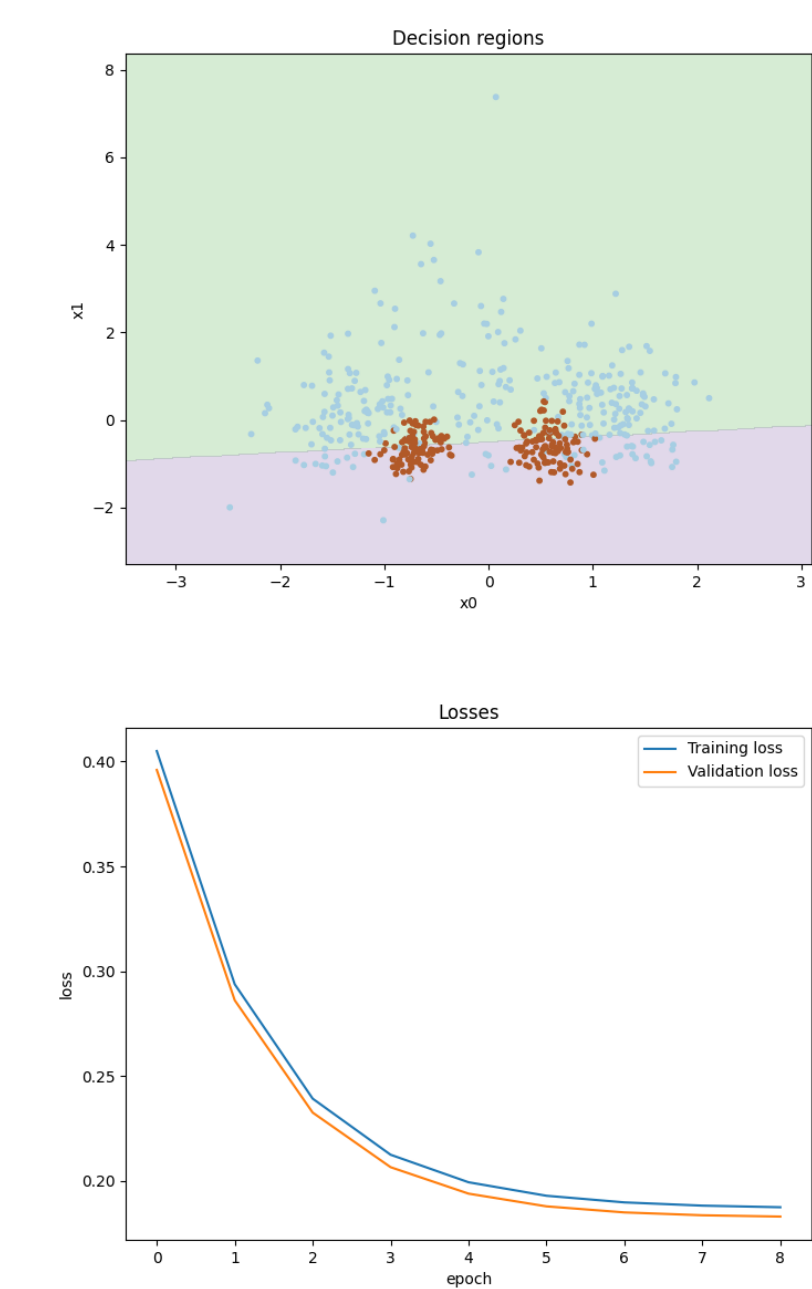 Decision regions
8
6
4
2
0
−2
x1
−3 −2 −1 0 1 2 3
x0
Losses
Training loss
Validation loss
0.40
0.35
0.30
0.25
0.20
loss
0 1 2 3 4 5 6 7 8
epoch